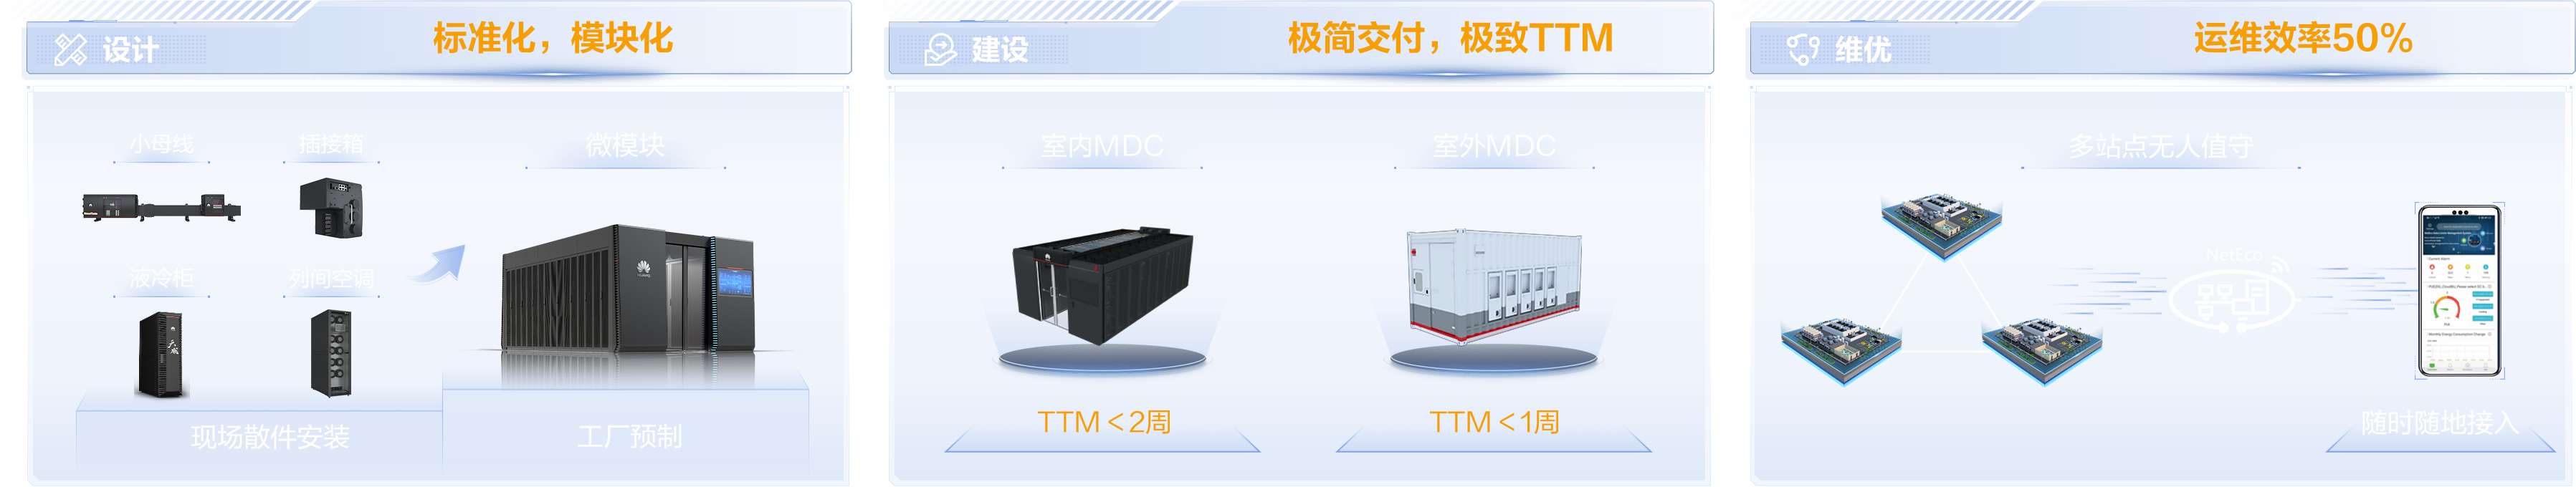 设计
标准化，模块化
小母线
插接箱
微模块
液冷柜
列间空调
现场散件安装
工厂预制
建设
极简交付，极致TTM
室内MDC
室外MDC
TTM＜2周
TTM＜1周
维优
运维效率50%
多站点无人值守
NetEco
随时随地接入